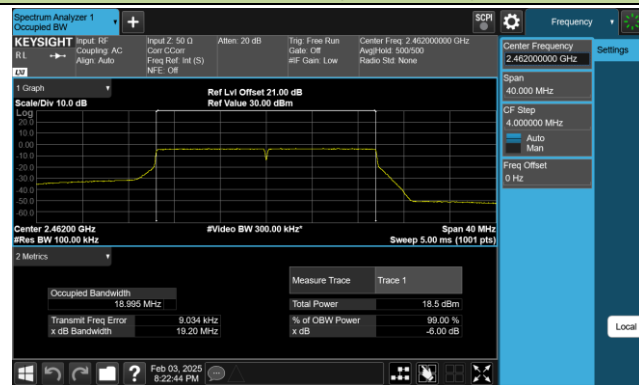 Spectrum Analyzer 1
Occupied BW
SCPI
Frequency
KEYSIGHT
Input: RF
Coupling: AC
Align: Auto
Input Z: 50 Ω
Corr CCorr
Freq Ref: Int (S)
NFE: Off
Atten: 20 dB
Trig: Free Run
Gate: Off
#IF Gain: Low
Center Freq: 2.462000000 GHz
Avg|Hold: 500/500
Radio Std: None
RL
LXI
1 Graph
Scale/Div 10.0 dB
Ref Lvl Offset 21.00 dB
Ref Value 30.00 dBm
Log
20.0
10.0
0.00
-10.0
-20.0
-30.0
-40.0
-50.0
-60.0
Center 2.46200 GHz
#Res BW 100.00 kHz
#Video BW 300.00 kHz*
Span 40 MHz
Sweep 5.00 ms (1001 pts)
2 Metrics
Measure Trace Trace 1
Occupied Bandwidth
18.995 MHz
Total Power 18.5 dBm
Transmit Freq Error 9.034 kHz
% of OBW Power 99.00 %
x dB Bandwidth 19.20 MHz
x dB -6.00 dB
Center Frequency
2.462000000 GHz
Settings
Span
40.000 MHz
CF Step
4.000000 MHz
Auto
Man
Freq Offset
0 Hz
Local
Feb 03, 2025
8:22:44 PM